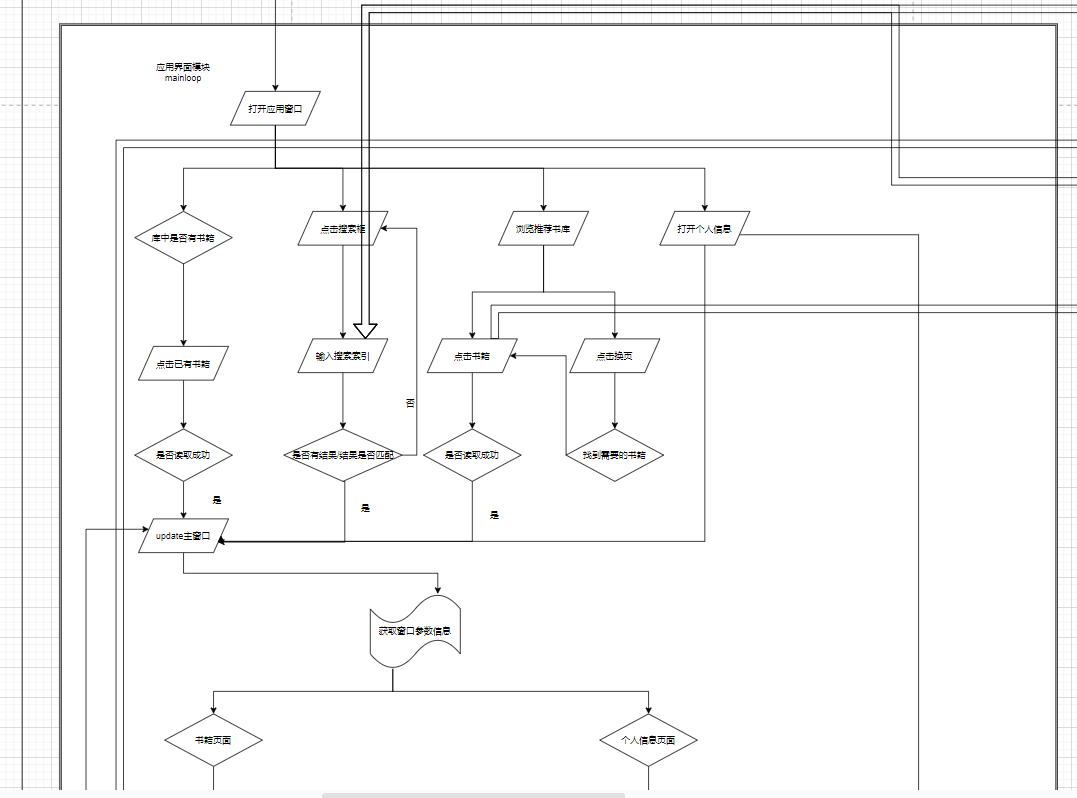 应用界面模块
mainloop
打开应用窗口
库中是否有书籍
点击搜索框
浏览推荐书库
打开个人信息
点击已有书籍
输入搜索索引
点击书籍
点击换页
否
是否读取成功
是否有结果/结果是否匹配
是否读取成功
找到需要的书籍
是
是
是
update主窗口
获取窗口参数信息
书籍页面
个人信息页面